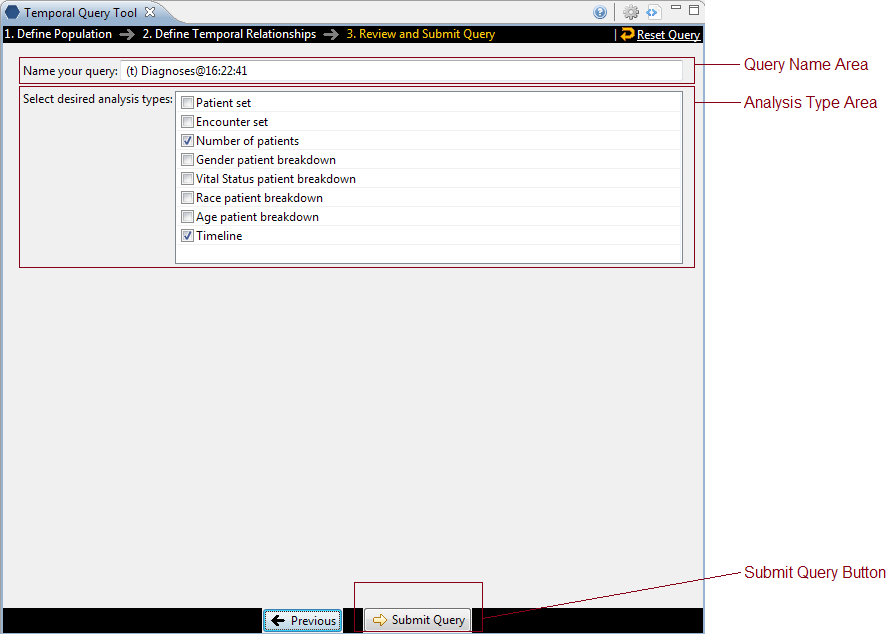 Temporal Query Tool
1. Define Population 2. Define Temporal Relationships 3. Review and Submit Query | Reset Query
Name your query: (t) Diagnoses@16:22:41
Query Name Area
Select desired analysis types:
Analysis Type Area
Patient set
Encounter set
Number of patients
Gender patient breakdown
Vital Status patient breakdown
Race patient breakdown
Age patient breakdown
Timeline
Submit Query Button
Previous
Submit Query